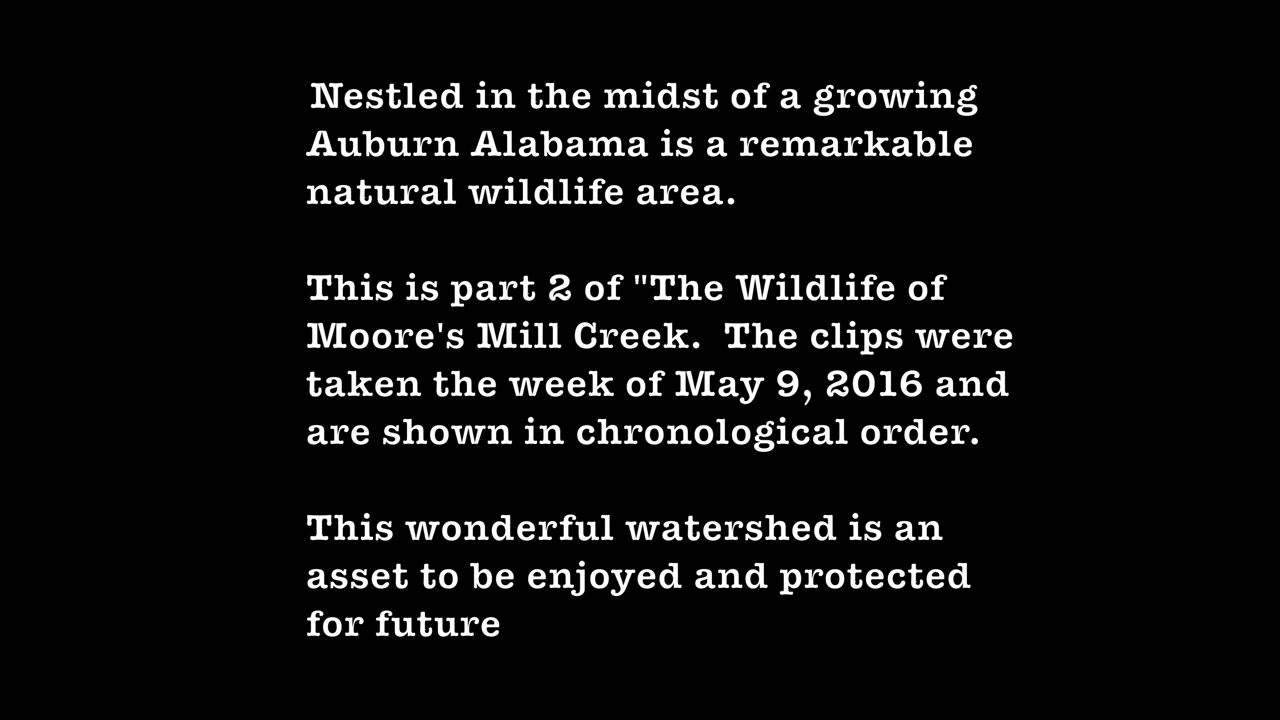 Nestled in the midst of a growing
Auburn Alabama is a remarkable
natural wildlife area.
This is part 2 of "The Wildlife of
Moore's Mill Creek.  The clips were
taken the week of May 9, 2016 and
are shown in chronological order.
This wonderful watershed is an
asset to be enjoyed and protected
for future